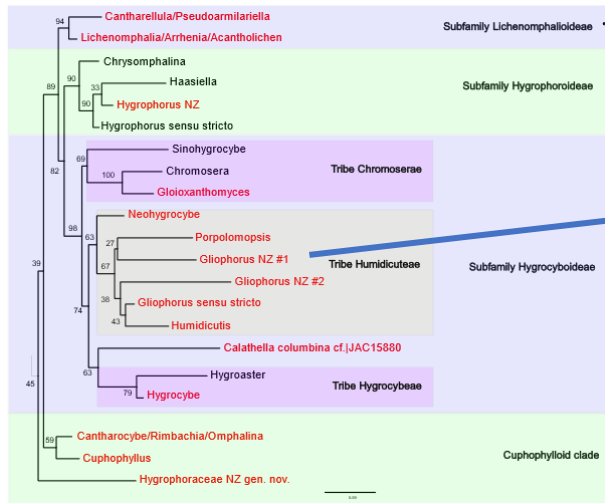 94
Cantharellula/Pseudoarmilariella
Subfamily Lichenomphalioideae
Lichenomphalia/Arrhenia/Acantholichen
89
90
Chrysomphalina
33
Haasiella
Subfamily Hygrophoroideae
90
Hygrophorus NZ
Hygrophorus sensu stricto
82
69
Sinohygrocybe
Tribe Chromoserae
100
Chromosera
Gloioxanthomyces
98
Neohygrocybe
63
27
Porpolomopsis
67
Gliophorus NZ #1
Tribe Humidicuteae
Subfamily Hygrocyboideae
39
38
Gliophorus NZ #2
Gliophorus sensu stricto
74
43
Humidicutis
Calathella columbina cf.|JAC15880
63
45
Hygroaster
79
Tribe Hygrocybeae
Hygrocybe
59
Cantharocybe/Rimbachia/Omphalina
Cuphophylloid clade
Cuphophyllus
Hygrophoraceae NZ gen. nov.